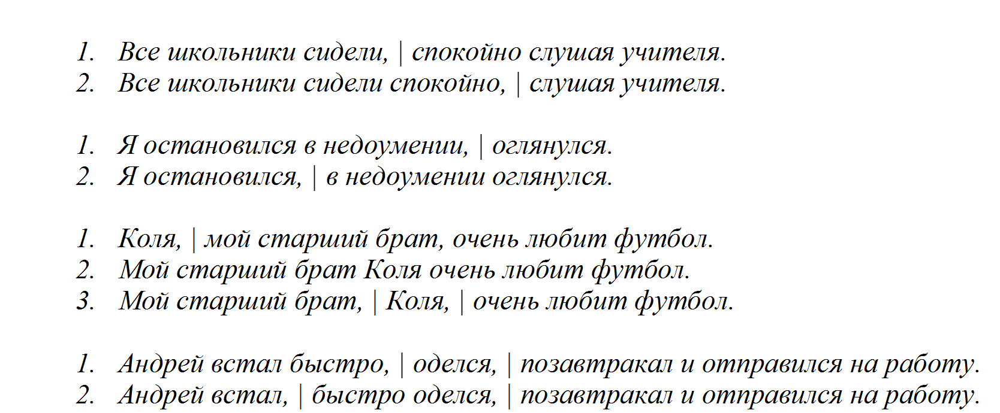 1. Все школьники сидели, | спокойно слушая учителя.
2. Все школьники сидели спокойно, | слушая учителя.
1. Я остановился в недоумении, | оглянулся.
2. Я остановился, | в недоумении оглянулся.
1. Коля, | мой старший брат, очень любит футбол.
2. Мой старший брат Коля очень любит футбол.
3. Мой старший брат, | Коля, | очень любит футбол.
1. Андрей встал быстро, | оделся, | позавтракал и отправился на работу.
2. Андрей встал, | быстро оделся, | позавтракал и отправился на работу.